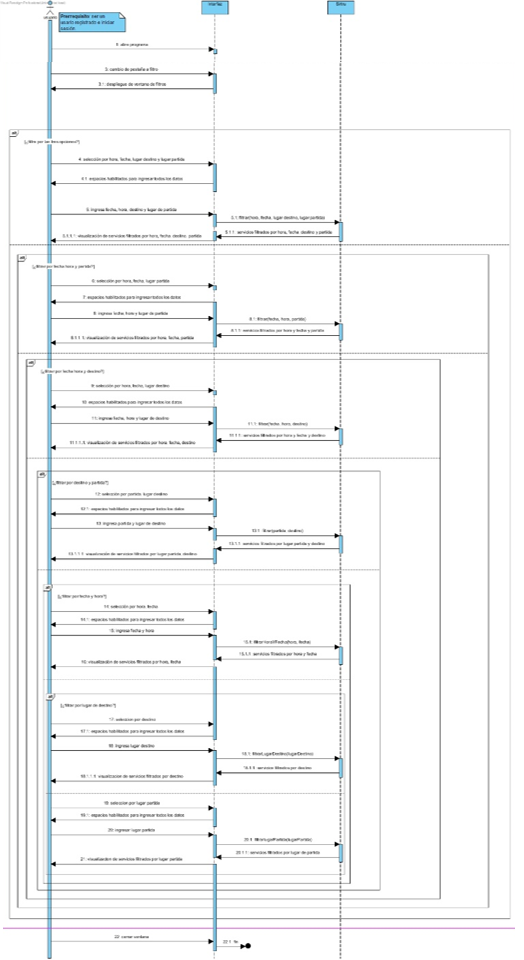 usuario
Prerrequisito: ser un
usuario registrado e iniciar
sesión
Interfaz
Filtro
2: cambio de pestaña a filtro
2.1: despliegue de ventana de filtros
alt
4: selección por hora, fecha, lugar destino y lugar partida
4.1: espacios habilitados para ingresar todos los datos
5: ingresa fecha, hora, destino y lugar de partida
5.1: filtrar(hora, fecha, lugar destino, lugar partida)
5.1.1: servicios filtrados por hora, fecha, destino y partida
5.1.1.1: visualización de servicios filtrados por hora, fecha, destino, partida
alt
[¿filtrar por fecha hora y partida?]
6: selección por hora, fecha, lugar partida
7: espacios habilitados para ingresar todos los datos
8: ingresar fecha, hora y lugar de partida
8.1: filtrar(fecha, hora, partida)
8.1.1: servicios filtrados por hora y fecha y partida
8.1.1.1: visualización de servicios filtrados por hora, fecha, partida
alt
[¿filtrar por fecha hora y destino?]
9: selección por hora, fecha, lugar destino
10: espacios habilitados para ingresar todos los datos
11: ingresa fecha, hora y lugar de destino
11.1: filtrar(fecha, hora, destino)
11.1.1: servicios filtrados por hora y fecha y destino
11.1.1.1: visualización de servicios filtrados por hora, fecha, destino
alt
[¿filtrar por destino y partida?]
12: selección por partida, lugar destino
12.1: espacios habilitados para ingresar todos los datos
13: ingresa partida y lugar de destino
13.1: filtrar(partida, destino)
13.1.1: servicios filtrados por lugar partida y destino
13.1.1.1: visualización de servicios filtrados por lugar partida, destino
alt
[¿filtrar por fecha y hora?]
14: selección por hora, fecha
14.1: espacios habilitados para ingresar todos los datos
15: ingresa fecha y hora
15.1.1: servicios filtrados por hora y fecha
16: visualización de servicios filtrados por hora, fecha
alt
[¿filtrar por lugar de destino?]
17: seleccion por destino
17.1: espacios habilitados para ingresar todos los datos
18: ingresa lugar destino
18.1: filtrarLugarDestino(lugarDestino)
18.1.1: servicios filtrados por destino
18.1.1.1: visualizacion de servicios filtrados por destino
19: seleccion por lugar partida
19.1: espacios habilitados para ingresar todos los datos
20: ingresar lugar partida
20.1: filtrarlugarPartida(lugarPartida)
20.1.1: servicios filtrados por lugar de partida
21: visualización de servicios filtrados por lugar partida
22: cerrar ventana
22.1: fin